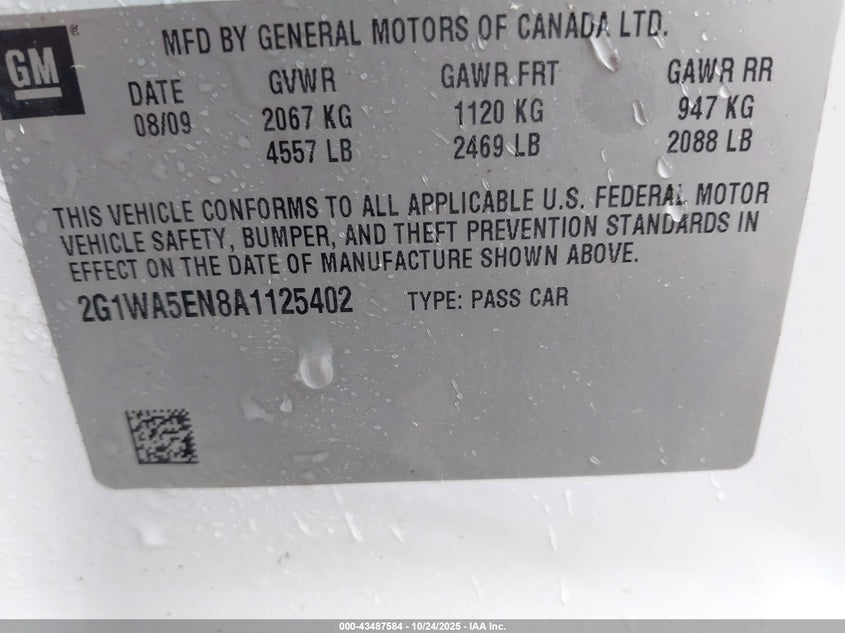 GM ®
MFD BY GENERAL MOTORS OF CANADA LTD.
DATE GVWR GAWR FRT GAWR RR
08/09 2067 KG 1120 KG 947 KG
4557 LB 2469 LB 2088 LB
THIS VEHICLE CONFORMS TO ALL APPLICABLE U.S. FEDERAL MOTOR
VEHICLE SAFETY, BUMPER, AND THEFT PREVENTION STANDARDS IN
EFFECT ON THE DATE OF MANUFACTURE SHOWN ABOVE.
2G1WA5EN8A1125402 TYPE: PASS CAR
000-43487584 - 10/24/2025 - IAA Inc.